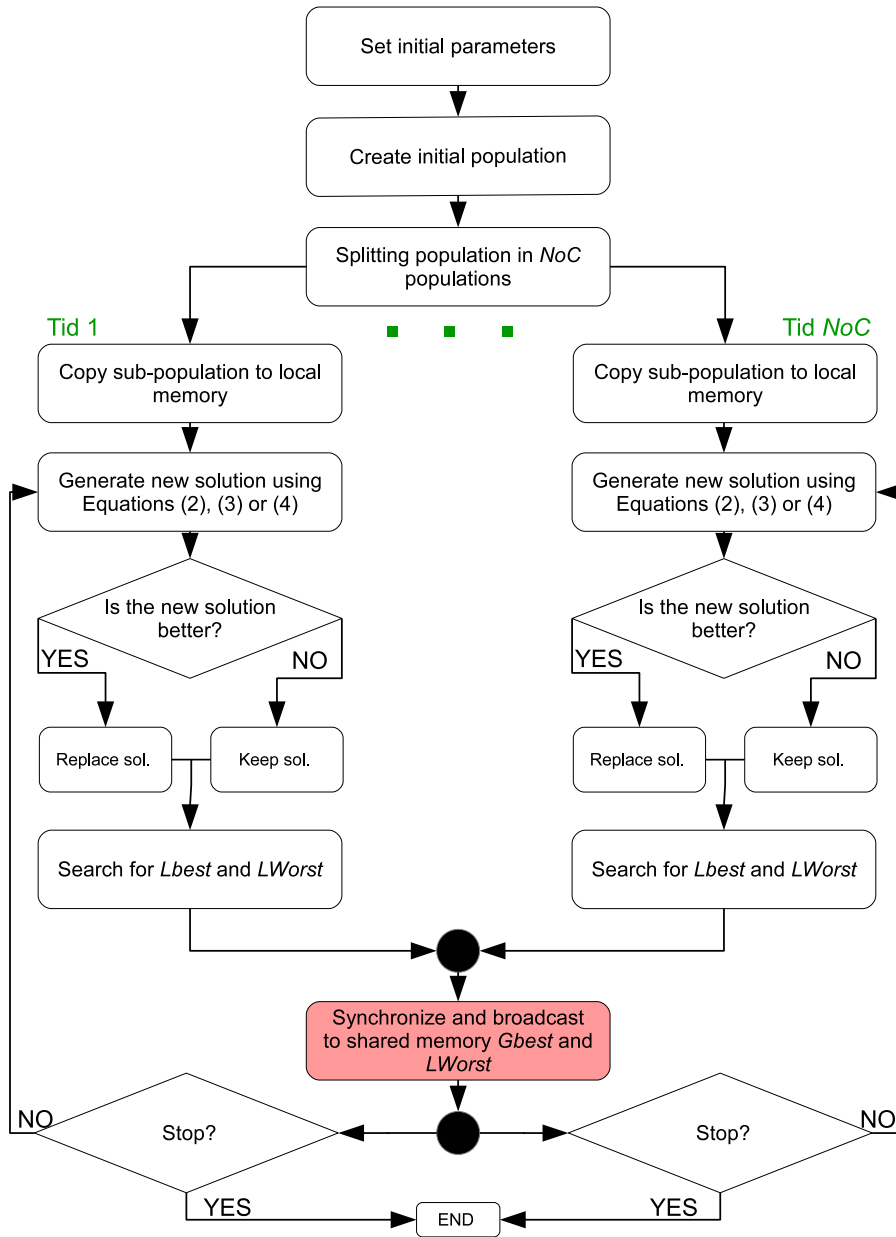 Set initial parameters
Create initial population
Splitting population in NoC
populations
Tid 1
Tid NoC
Copy sub-population to local
memory
Copy sub-population to local
memory
Generate new solution using
Equations (2), (3) or (4)
Generate new solution using
Equations (2), (3) or (4)
Is the new solution
better?
Is the new solution
better?
YES
NO
YES
NO
Replace sol.
Keep sol.
Replace sol.
Keep sol.
Search for Lbest and LWorst
Search for Lbest and LWorst
Synchronize and broadcast
to shared memory Gbest and
LWorst
NO
Stop?
Stop?
NO
YES
YES
END